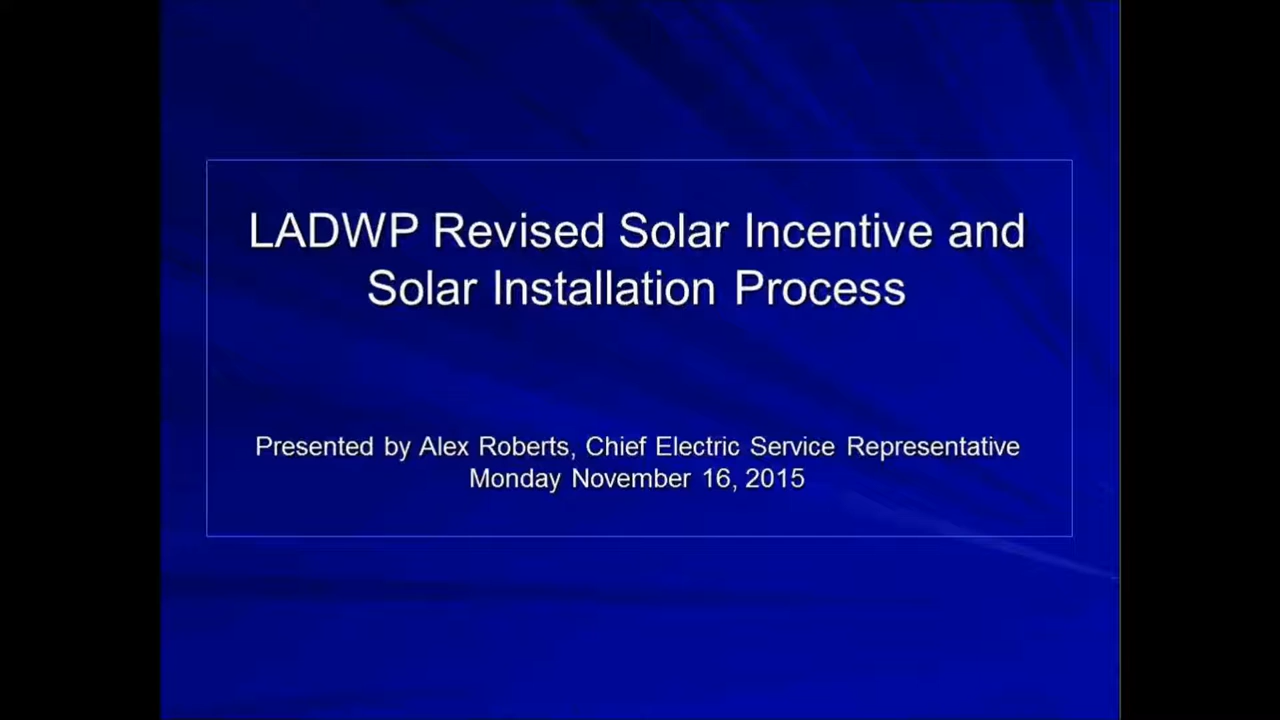 LADWP Revised Solar Incentive and
Solar Installation Process
Presented by Alex Roberts, Chief Electric Service Representative
Monday November 16, 2015